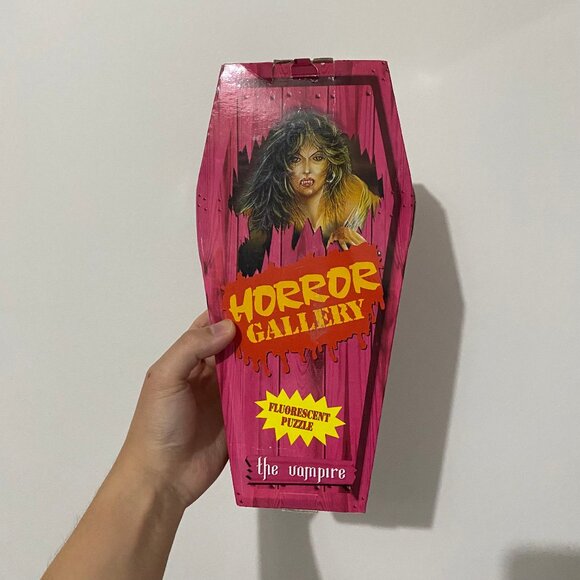 HORROR
GALLERY
FLUORESCENT
PUZZLE
the vampire